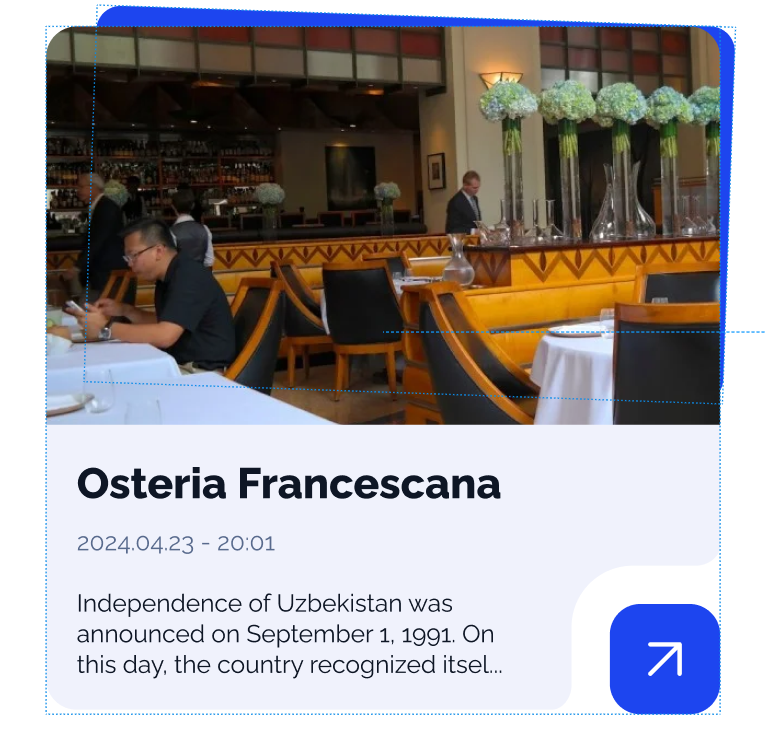 Osteria Francescana
2024.04.23 - 20:01
Independence of Uzbekistan was
announced on September 1, 1991. On
this day, the country recognized itsel...